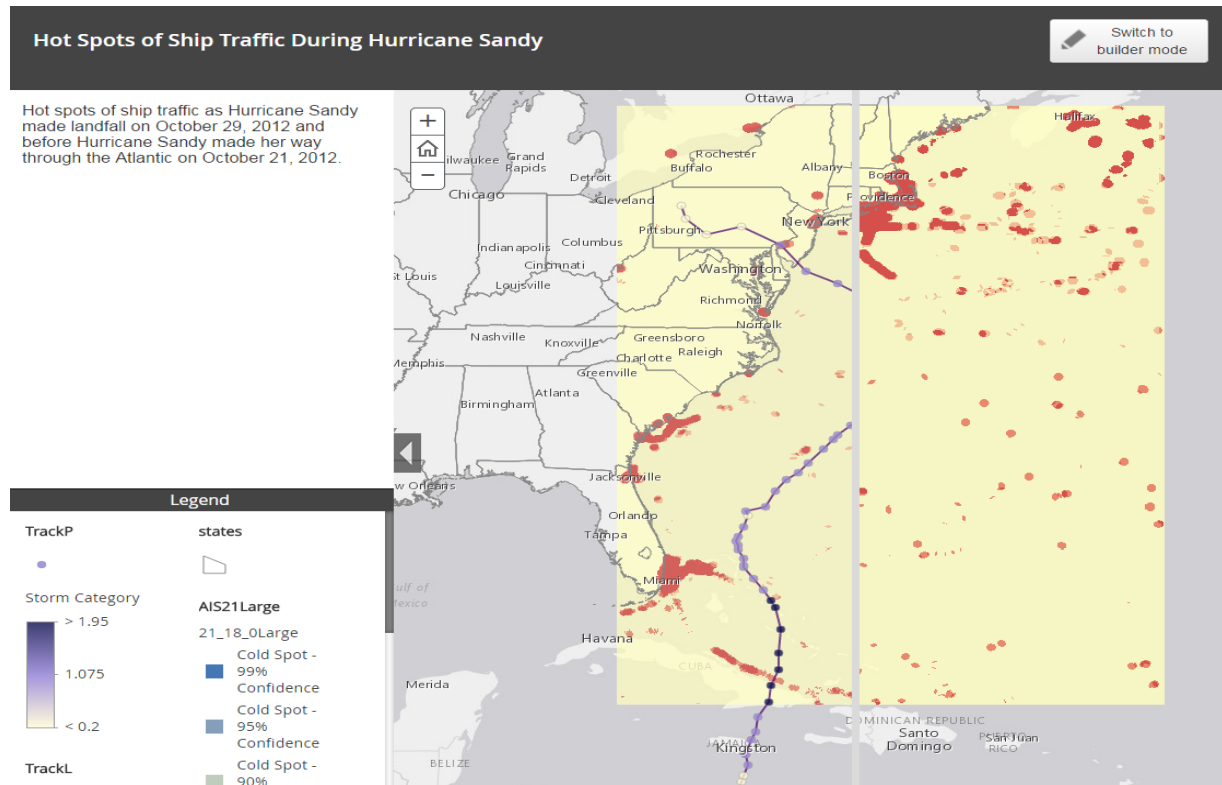 Hot Spots of Ship Traffic During Hurricane Sandy
Switch to
builder mode
Hot spots of ship traffic as Hurricane Sandy
made landfall on October 29, 2012 and
before Hurricane Sandy made her way
through the Atlantic on October 21, 2012.
+
−
Ottawa
Halifax
ilwaukee
Grand
Rapids
Rochester
Buffalo
Albany
Boston
Detroit
Chicago
Cleveland
Providence
New York
Pittsburgh
Columbus
Indianapolis
Cincinnati
Washington
St Louis
Louisville
Richmond
Norfolk
Nashville
Knoxville
Greensboro
Raleigh
Charlotte
Memphis
Greenville
Atlanta
Birmingham
Jacksonville
w Orleans
Orlando
Tampa
Miami
ulf of
Mexico
Havana
CUBA
Merida
DOMINICAN REPUBLIC
Santo
Domingo
PUERTO
RICO
San Juan
JAMAICA
Kingston
BELIZE
Legend
TrackP
Storm Category
> 1.95
1.075
< 0.2
TrackL
states
AIS21Large
21_18_0Large
Cold Spot -
99%
Confidence
Cold Spot -
95%
Confidence
Cold Spot -
90%